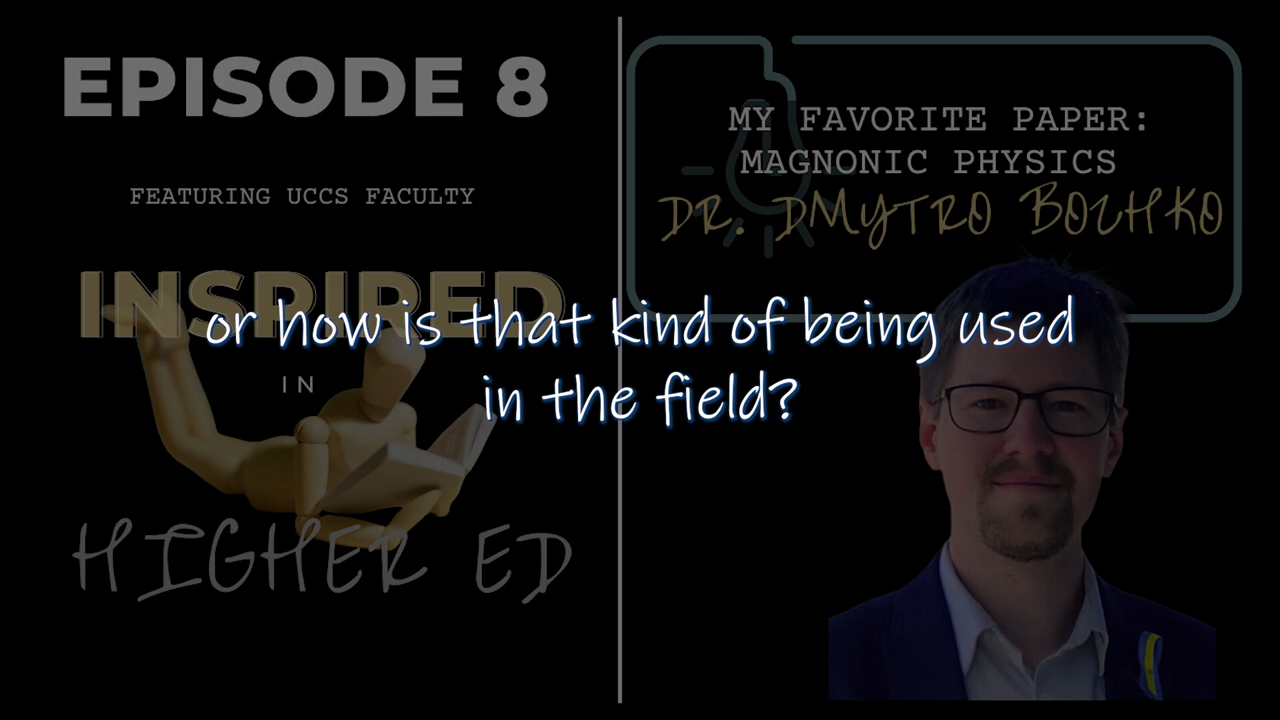 EPISODE 8
FEATURING UCCS FACULTY
INSPIRED
IN
HIGHER ED
MY FAVORITE PAPER:
MAGNONIC PHYSICS
DR. DMYTRO BOZHKO
or how is that kind of being used
in the field?